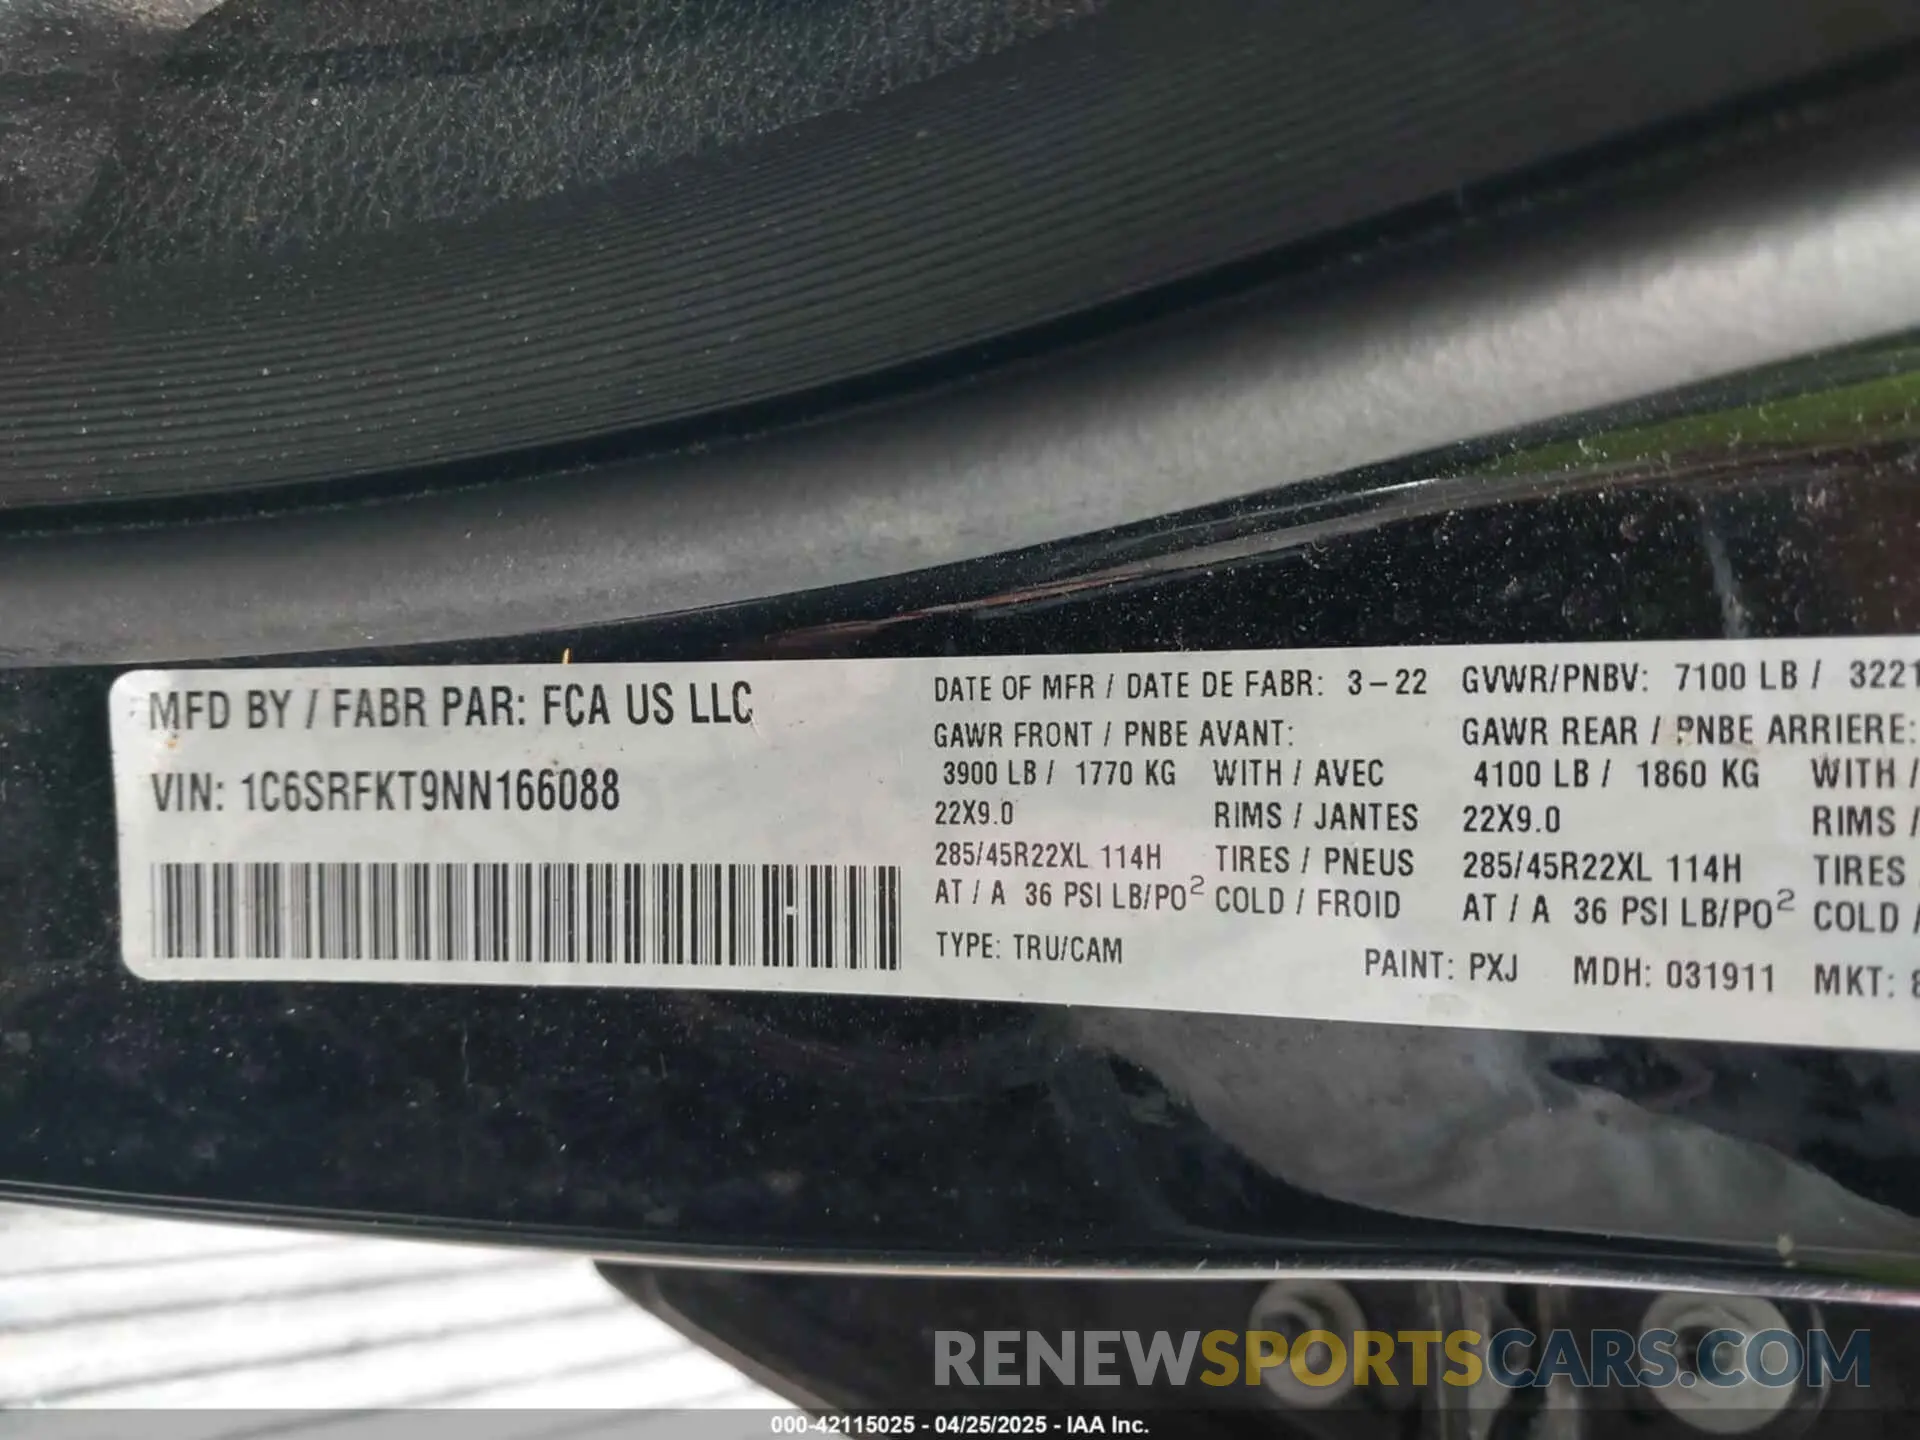 MFD BY / FABR PAR: FCA US LLC
VIN: 1C6SRFKT9NN166088
DATE OF MFR / DATE DE FABR: 3-22
GAWR FRONT / PNBE AVANT:
3900 LB / 1770 KG WITH / AVEC
22X9.0 RIMS / JANTES
285/45R22XL 114H TIRES / PNEUS
AT / A 36 PSI LB/PO² COLD / FROID
TYPE: TRU/CAM
GVWR/PNBV: 7100 LB / 3221
GAWR REAR / PNBE ARRIERE:
4100 LB / 1860 KG WITH /
22X9.0 RIMS /
285/45R22XL 114H TIRES
AT / A 36 PSI LB/PO² COLD /
PAINT: PXJ MDH: 031911 MKT:
RENEWSPORTSCARS.COM
000-42115025 - 04/25/2025 - IAA Inc.